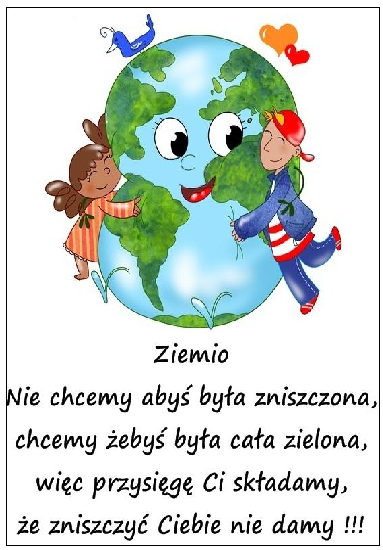 Ziemio
Nie chcemy abyś była zniszczona,
chcemy żebyś była cała zielona,
więc przysięgę Ci składamy,
że zniszczyć Ciebie nie damy !!!